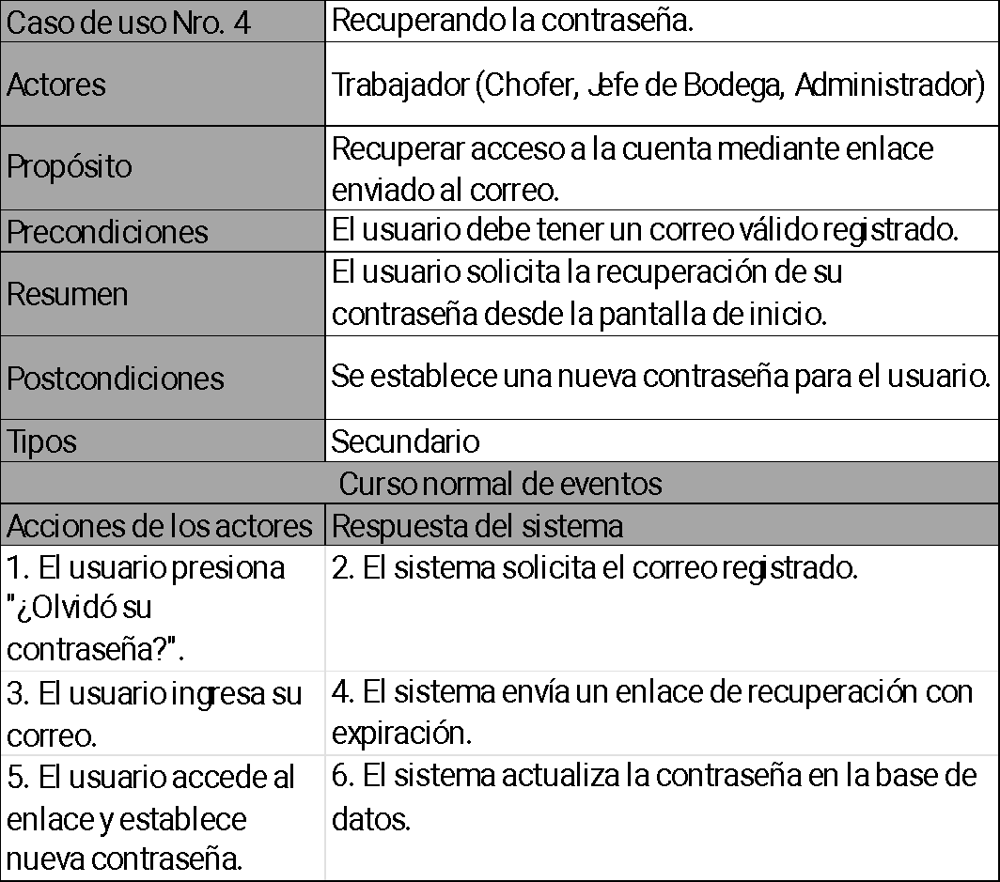 Caso de uso Nro. 4
Recuperando la contraseña.
Actores
Trabajador (Chofer, Jefe de Bodega, Administrador)
Propósito
Recuperar acceso a la cuenta mediante enlace
enviado al correo.
Precondiciones
El usuario debe tener un correo válido registrado.
Resumen
El usuario solicita la recuperación de su
contraseña desde la pantalla de inicio.
Postcondiciones
Se establece una nueva contraseña para el usuario.
Tipos
Secundario
Curso normal de eventos
Acciones de los actores
Respuesta del sistema
1. El usuario presiona
"¿Olvidó su
contraseña?".
2. El sistema solicita el correo registrado.
3. El usuario ingresa su
correo.
4. El sistema envía un enlace de recuperación con
expiración.
5. El usuario accede al
enlace y establece
nueva contraseña.
6. El sistema actualiza la contraseña en la base de
datos.